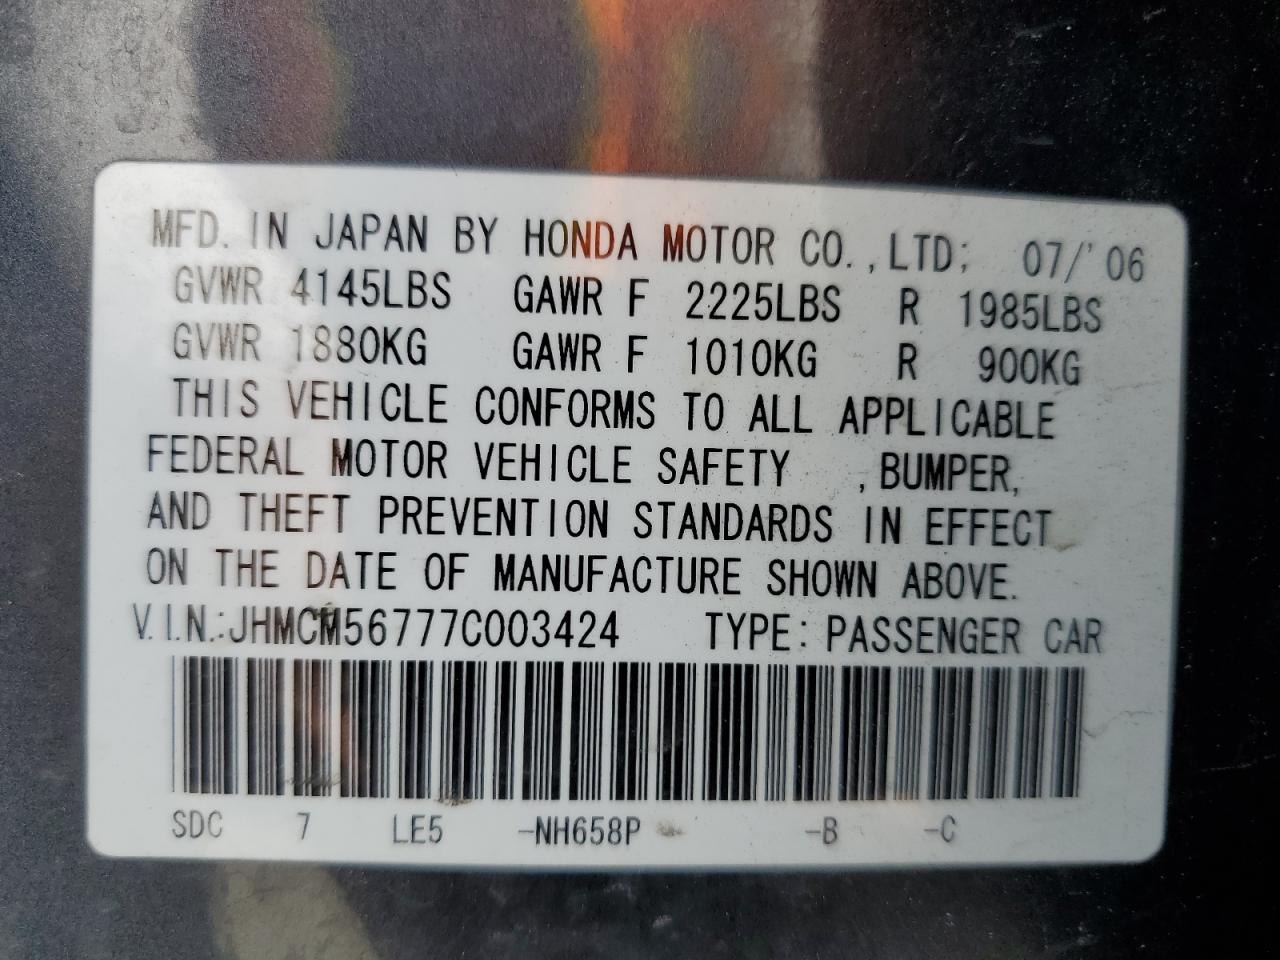 MFD. IN JAPAN BY HONDA MOTOR CO.,LTD; 07/'06
GVWR 4145LBS GAWR F 2225LBS R 1985LBS
GVWR 1880KG GAWR F 1010KG R 900KG
THIS VEHICLE CONFORMS TO ALL APPLICABLE
FEDERAL MOTOR VEHICLE SAFETY ,BUMPER,
AND THEFT PREVENTION STANDARDS IN EFFECT
ON THE DATE OF MANUFACTURE SHOWN ABOVE.
V.I.N.:JHMCM56777C003424 TYPE:PASSENGER CAR
SDC 7 LE5 -NH658P -B -C